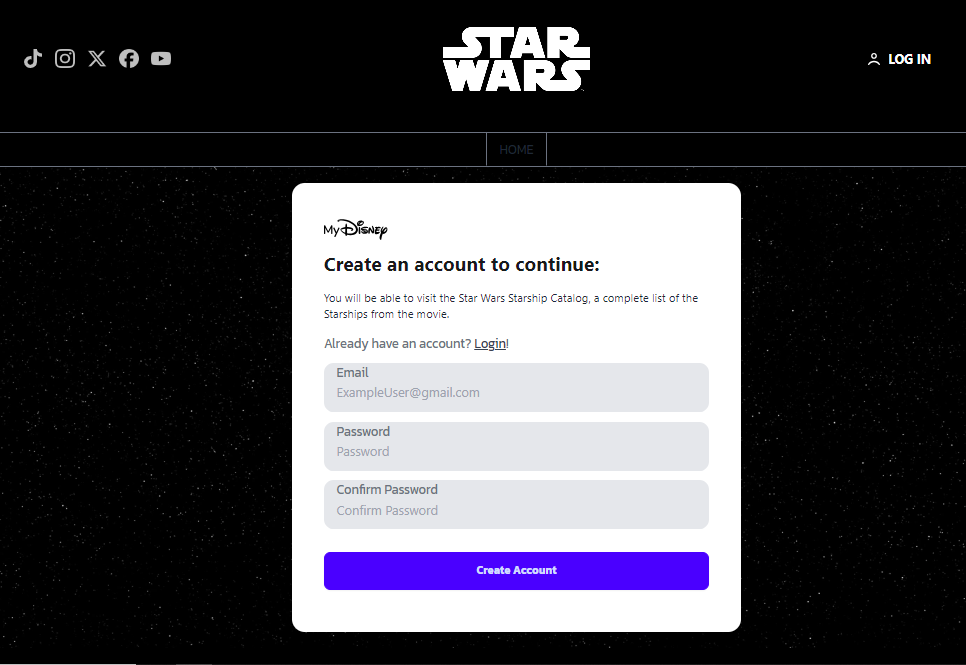 STAR
WARS
LOG IN
HOME
My Disney
Create an account to continue:
You will be able to visit the Star Wars Starship Catalog, a complete list of the
Starships from the movie.
Already have an account? Login!
Email
ExampleUser@gmail.com
Password
Password
Confirm Password
Confirm Password
Create Account